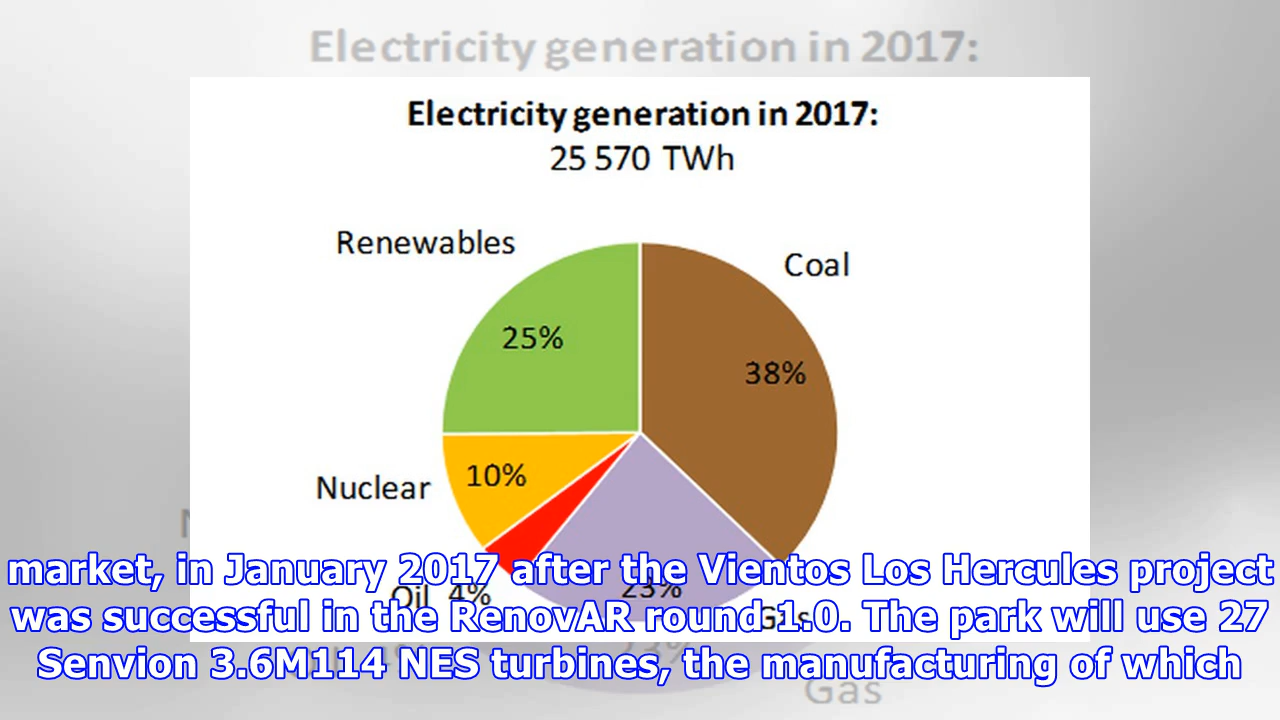 Electricity generation in 2017:
Electricity generation in 2017:
25 570 TWh
Renewables
Coal
25%
38%
Nuclear
10%
Oil 4%
23%
Gas
market, in January 2017 after the Vientos Los Hercules project
was successful in the RenovAR round 1.0. The park will use 27
Senvion 3.6M114 NES turbines, the manufacturing of which
23%
Gas